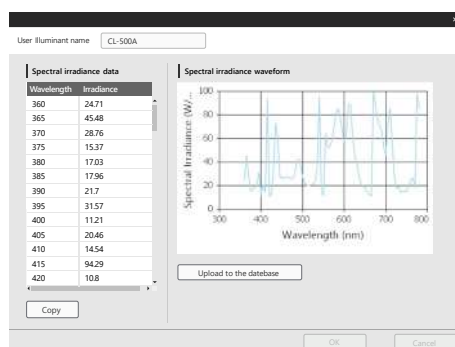 User Illuminant name CL-500A
Spectral irradiance data
Wavelength Irradiance
360 24.71
365 45.48
370 28.76
375 15.37
380 17.03
385 17.96
390 21.7
395 31.57
400 11.21
405 20.46
410 14.54
415 94.29
420 10.8
Copy
Spectral irradiance waveform
Spectral Irradiance (W/...
100
80
60
40
20
0
300 400 500 600 700 800
Wavelength (nm)
Upload to the datebase
OK Cancel